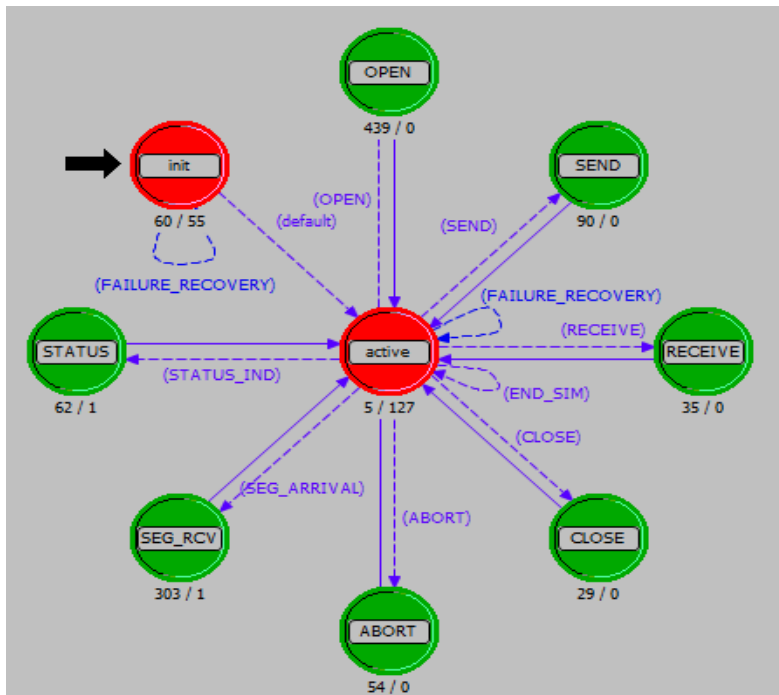 OPEN
439 / 0
init
60 / 55
(FAILURE_RECOVERY)
(OPEN)
(default)
SEND
90 / 0
(SEND)
(FAILURE_RECOVERY)
(RECEIVE)
STATUS
62 / 1
(STATUS_IND)
active
5 / 127
RECEIVE
35 / 0
(END_SIM)
(CLOSE)
(SEG_ARRIVAL)
(ABORT)
SEG_RCV
303 / 1
CLOSE
29 / 0
ABORT
54 / 0